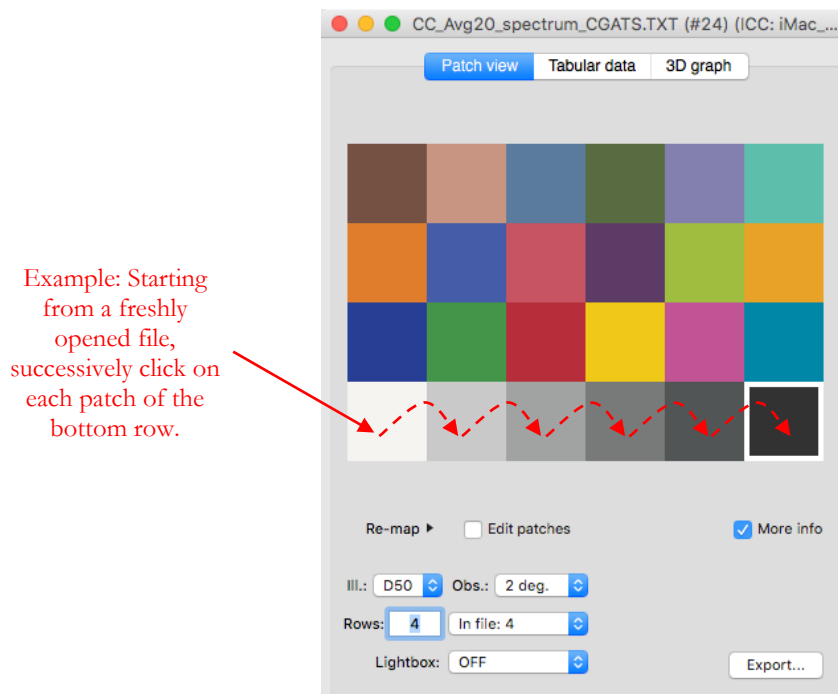 CC_Avg20_spectrum_CGATS.TXT (#24) (ICC: iMac_...
Patch view Tabular data 3D graph
Example: Starting
from a freshly
opened file,
successively click on
each patch of the
bottom row.
Re-map Edit patches More info
Ill.: D50 Obs.: 2 deg.
Rows: 4 In file: 4
Lightbox: OFF Export...